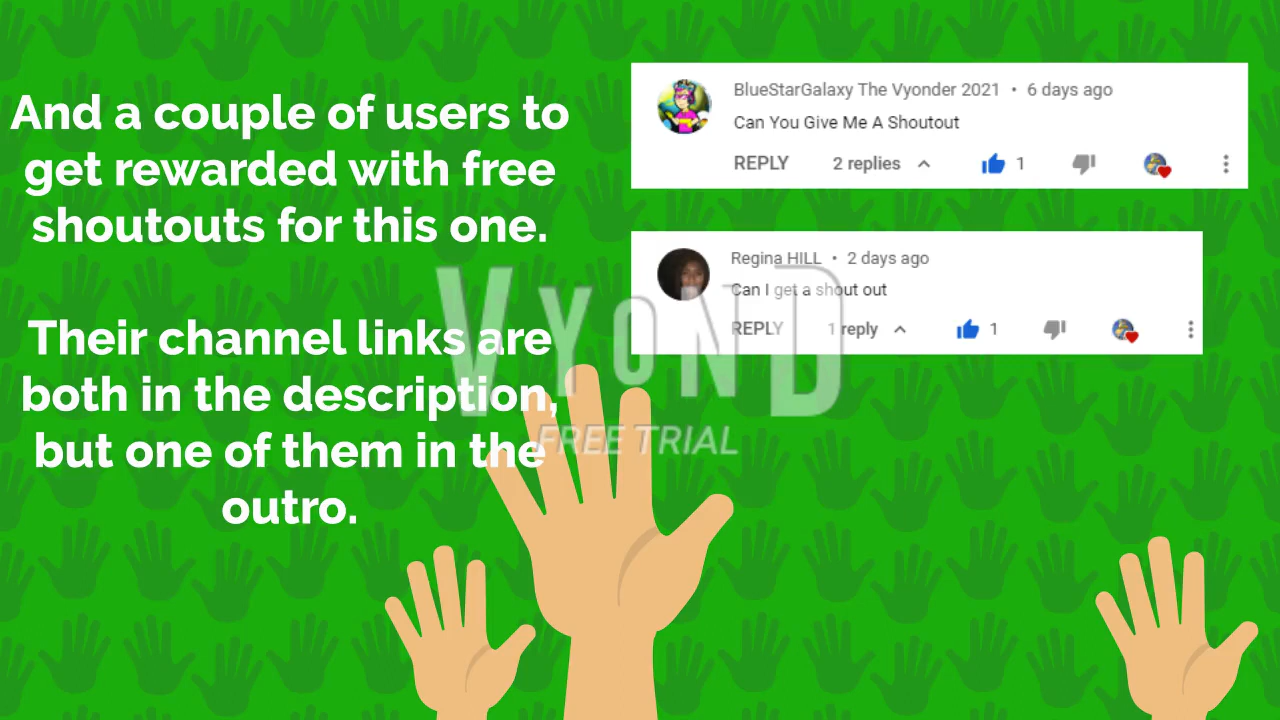 And a couple of users to
get rewarded with free
shoutouts for this one.
Their channel links are
both in the description,
but one of them in the
outro.
BlueStarGalaxy The Vyonder 2021 • 6 days ago
Can You Give Me A Shoutout
REPLY 2 replies 1
Regina HILL • 2 days ago
Can I get a shout out
REPLY 1 reply 1
VYOND
FREE TRIAL